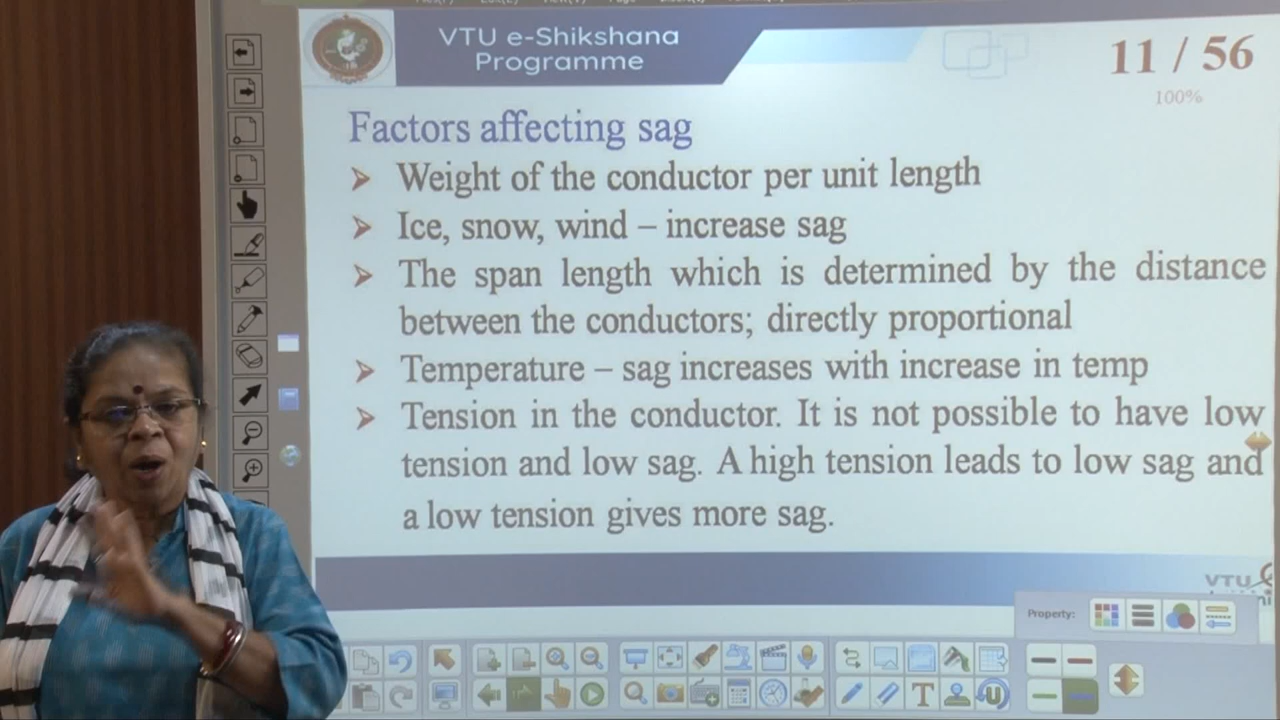 VTU e-Shikshana
Programme
11 / 56
100%
Factors affecting sag
➢ Weight of the conductor per unit length
➢ Ice, snow, wind – increase sag
➢ The span length which is determined by the distance
between the conductors; directly proportional
➢ Temperature – sag increases with increase in temp
➢ Tension in the conductor. It is not possible to have low
tension and low sag. A high tension leads to low sag and
a low tension gives more sag.
VTU
Property: